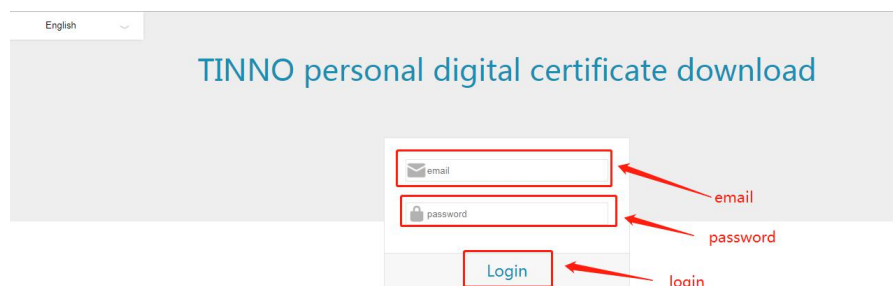 English
TINNO personal digital certificate download
email
email
password
password
Login
login